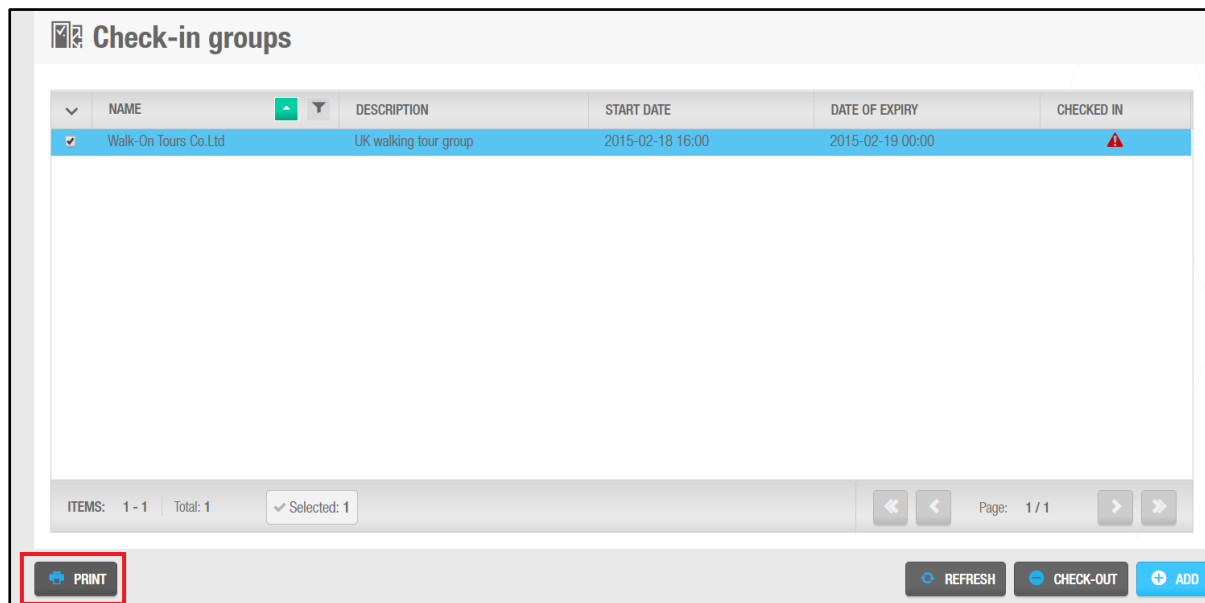 Check-in groups
NAME DESCRIPTION START DATE DATE OF EXPIRY CHECKED IN
Walk-On Tours Co.Ltd UK walking tour group 2015-02-18 16:00 2015-02-19 00:00
ITEMS: 1 - 1 Total: 1 Selected: 1 Page: 1 / 1
PRINT REFRESH CHECK-OUT ADD